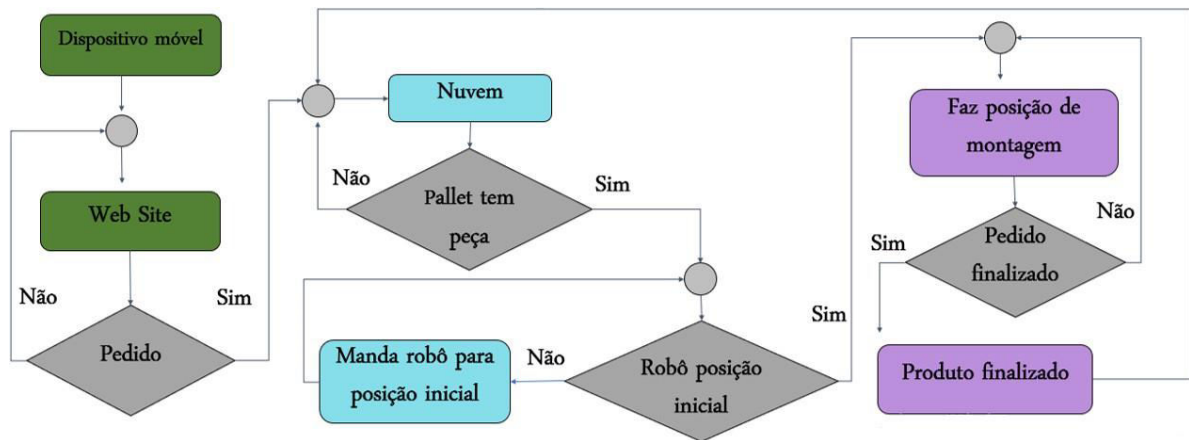 Dispositivo móvel
Web Site
Não
Sim
Pedido
Nuvem
Não
Sim
Pallet tem
peça
Manda robô para
posição inicial
Não
Robô posição
inicial
Sim
Faz posição de
montagem
Não
Sim
Pedido
finalizado
Produto finalizado